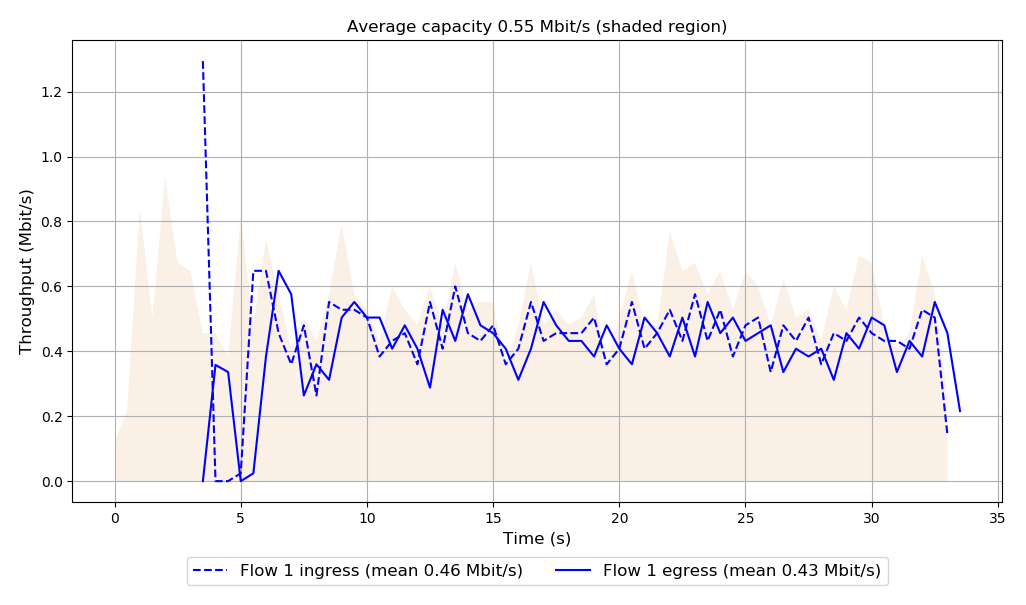 Average capacity 0.55 Mbit/s (shaded region)
Throughput (Mbit/s)
1.2
1.0
0.8
0.6
0.4
0.2
0.0
0 5 10 15 20 25 30 35
Time (s)
Flow 1 ingress (mean 0.46 Mbit/s) Flow 1 egress (mean 0.43 Mbit/s)